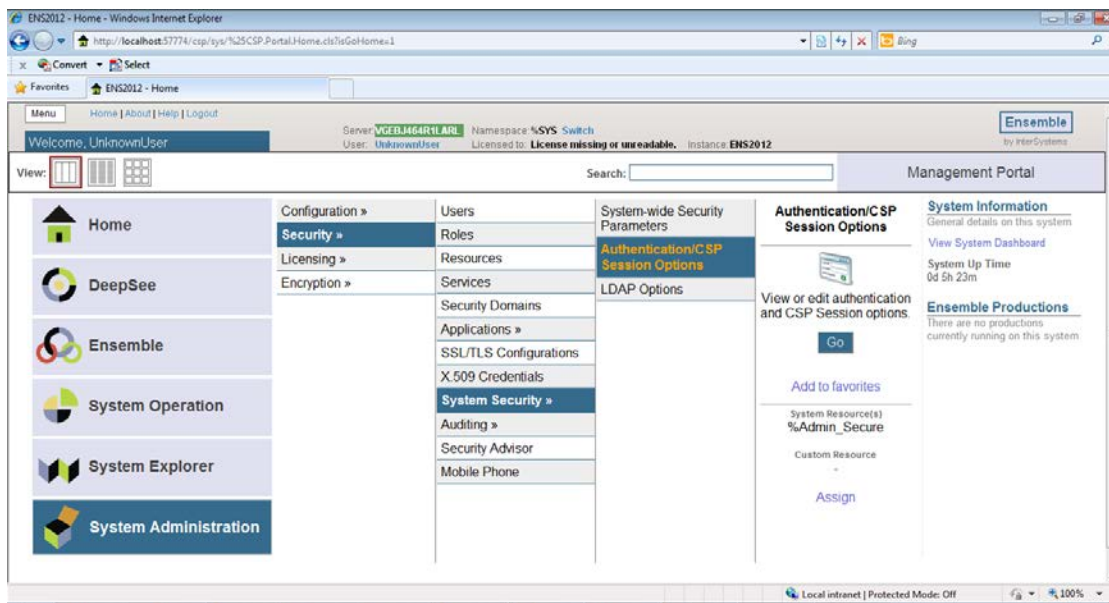 ENS2012 - Home - Windows Internet Explorer
http://localhost:57774/csp/sys/%25CSP.Portal.Home.cls?isGoHome=1
Bing
x Convert Select
Favorites ENS2012 - Home
Menu Home | About | Help | Logout
Welcome, UnknownUser
Server: VGEBJ464R1LARL Namespace: %SYS Switch
User: UnknownUser Licensed to: License missing or unreadable. Instance: ENS2012
Ensemble
by InterSystems
View:
Search:
Management Portal
Home
DeepSee
Ensemble
System Operation
System Explorer
System Administration
Configuration »
Security »
Licensing »
Encryption »
Users
Roles
Resources
Services
Security Domains
Applications »
SSL/TLS Configurations
X.509 Credentials
System Security »
Auditing »
Security Advisor
Mobile Phone
System-wide Security
Parameters
Authentication/CSP
Session Options
LDAP Options
Authentication/CSP
Session Options
View or edit authentication
and CSP Session options.
Go
Add to favorites
System Resource(s)
%Admin_Secure
Custom Resource
-
Assign
System Information
General details on this system
View System Dashboard
System Up Time
0d 5h 23m
Ensemble Productions
There are no productions
currently running on this system
Local intranet | Protected Mode: Off
100%